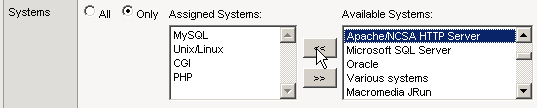 Systems
All Only
Assigned Systems:
MySQL
Unix/Linux
CGI
PHP
<<
>>
Available Systems:
Apache/NCSA HTTP Server
Microsoft SQL Server
Oracle
Various systems
Macromedia JRun